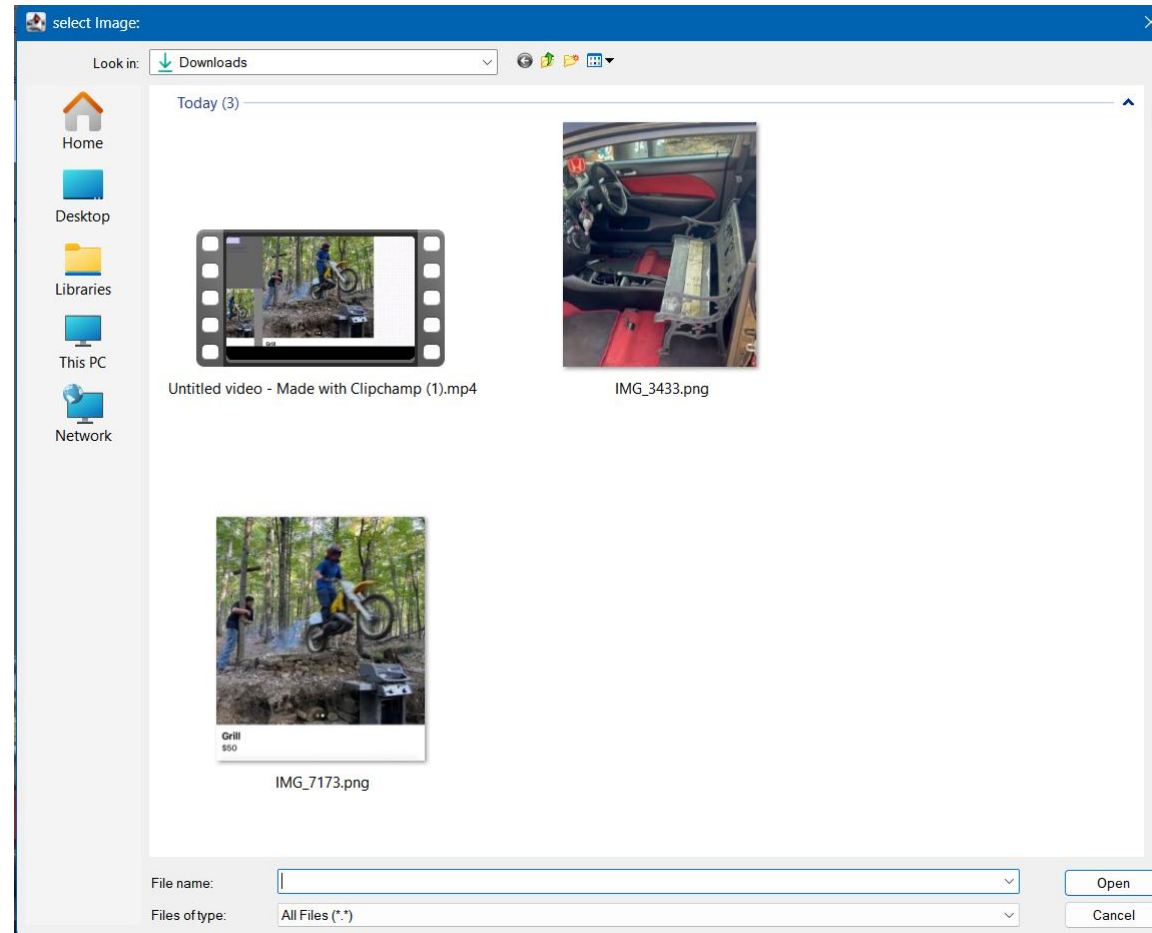 select Image:
Look in:
Downloads
Home
Desktop
Libraries
This PC
Network
Today (3)
Untitled video - Made with Clipchamp (1).mp4
IMG_3433.png
Grill
$50
IMG_7173.png
File name:
Open
Files of type:
All Files (*.*)
Cancel